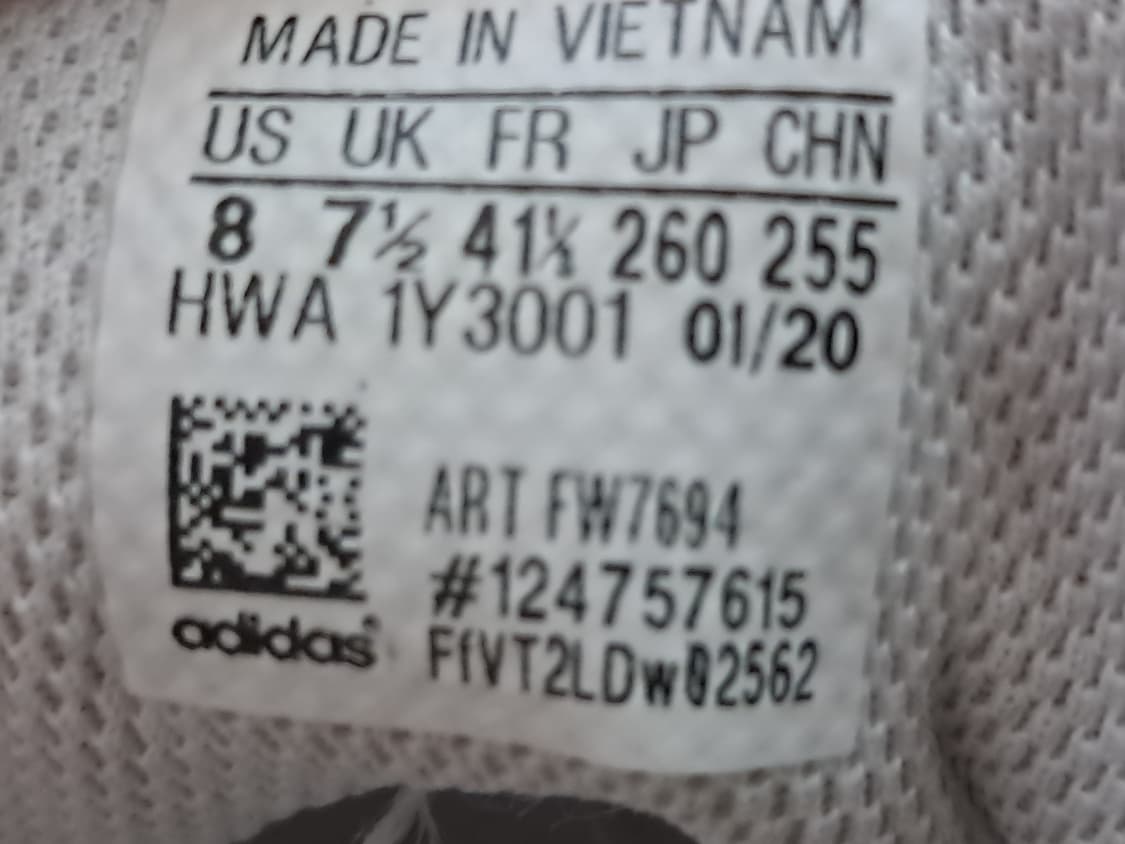 MADE IN VIETNAM
US UK FR JP CHN
8 7½ 41⅓ 260 255
HWA 1Y3001 01/20
ART FW7694
#124757615
adidas